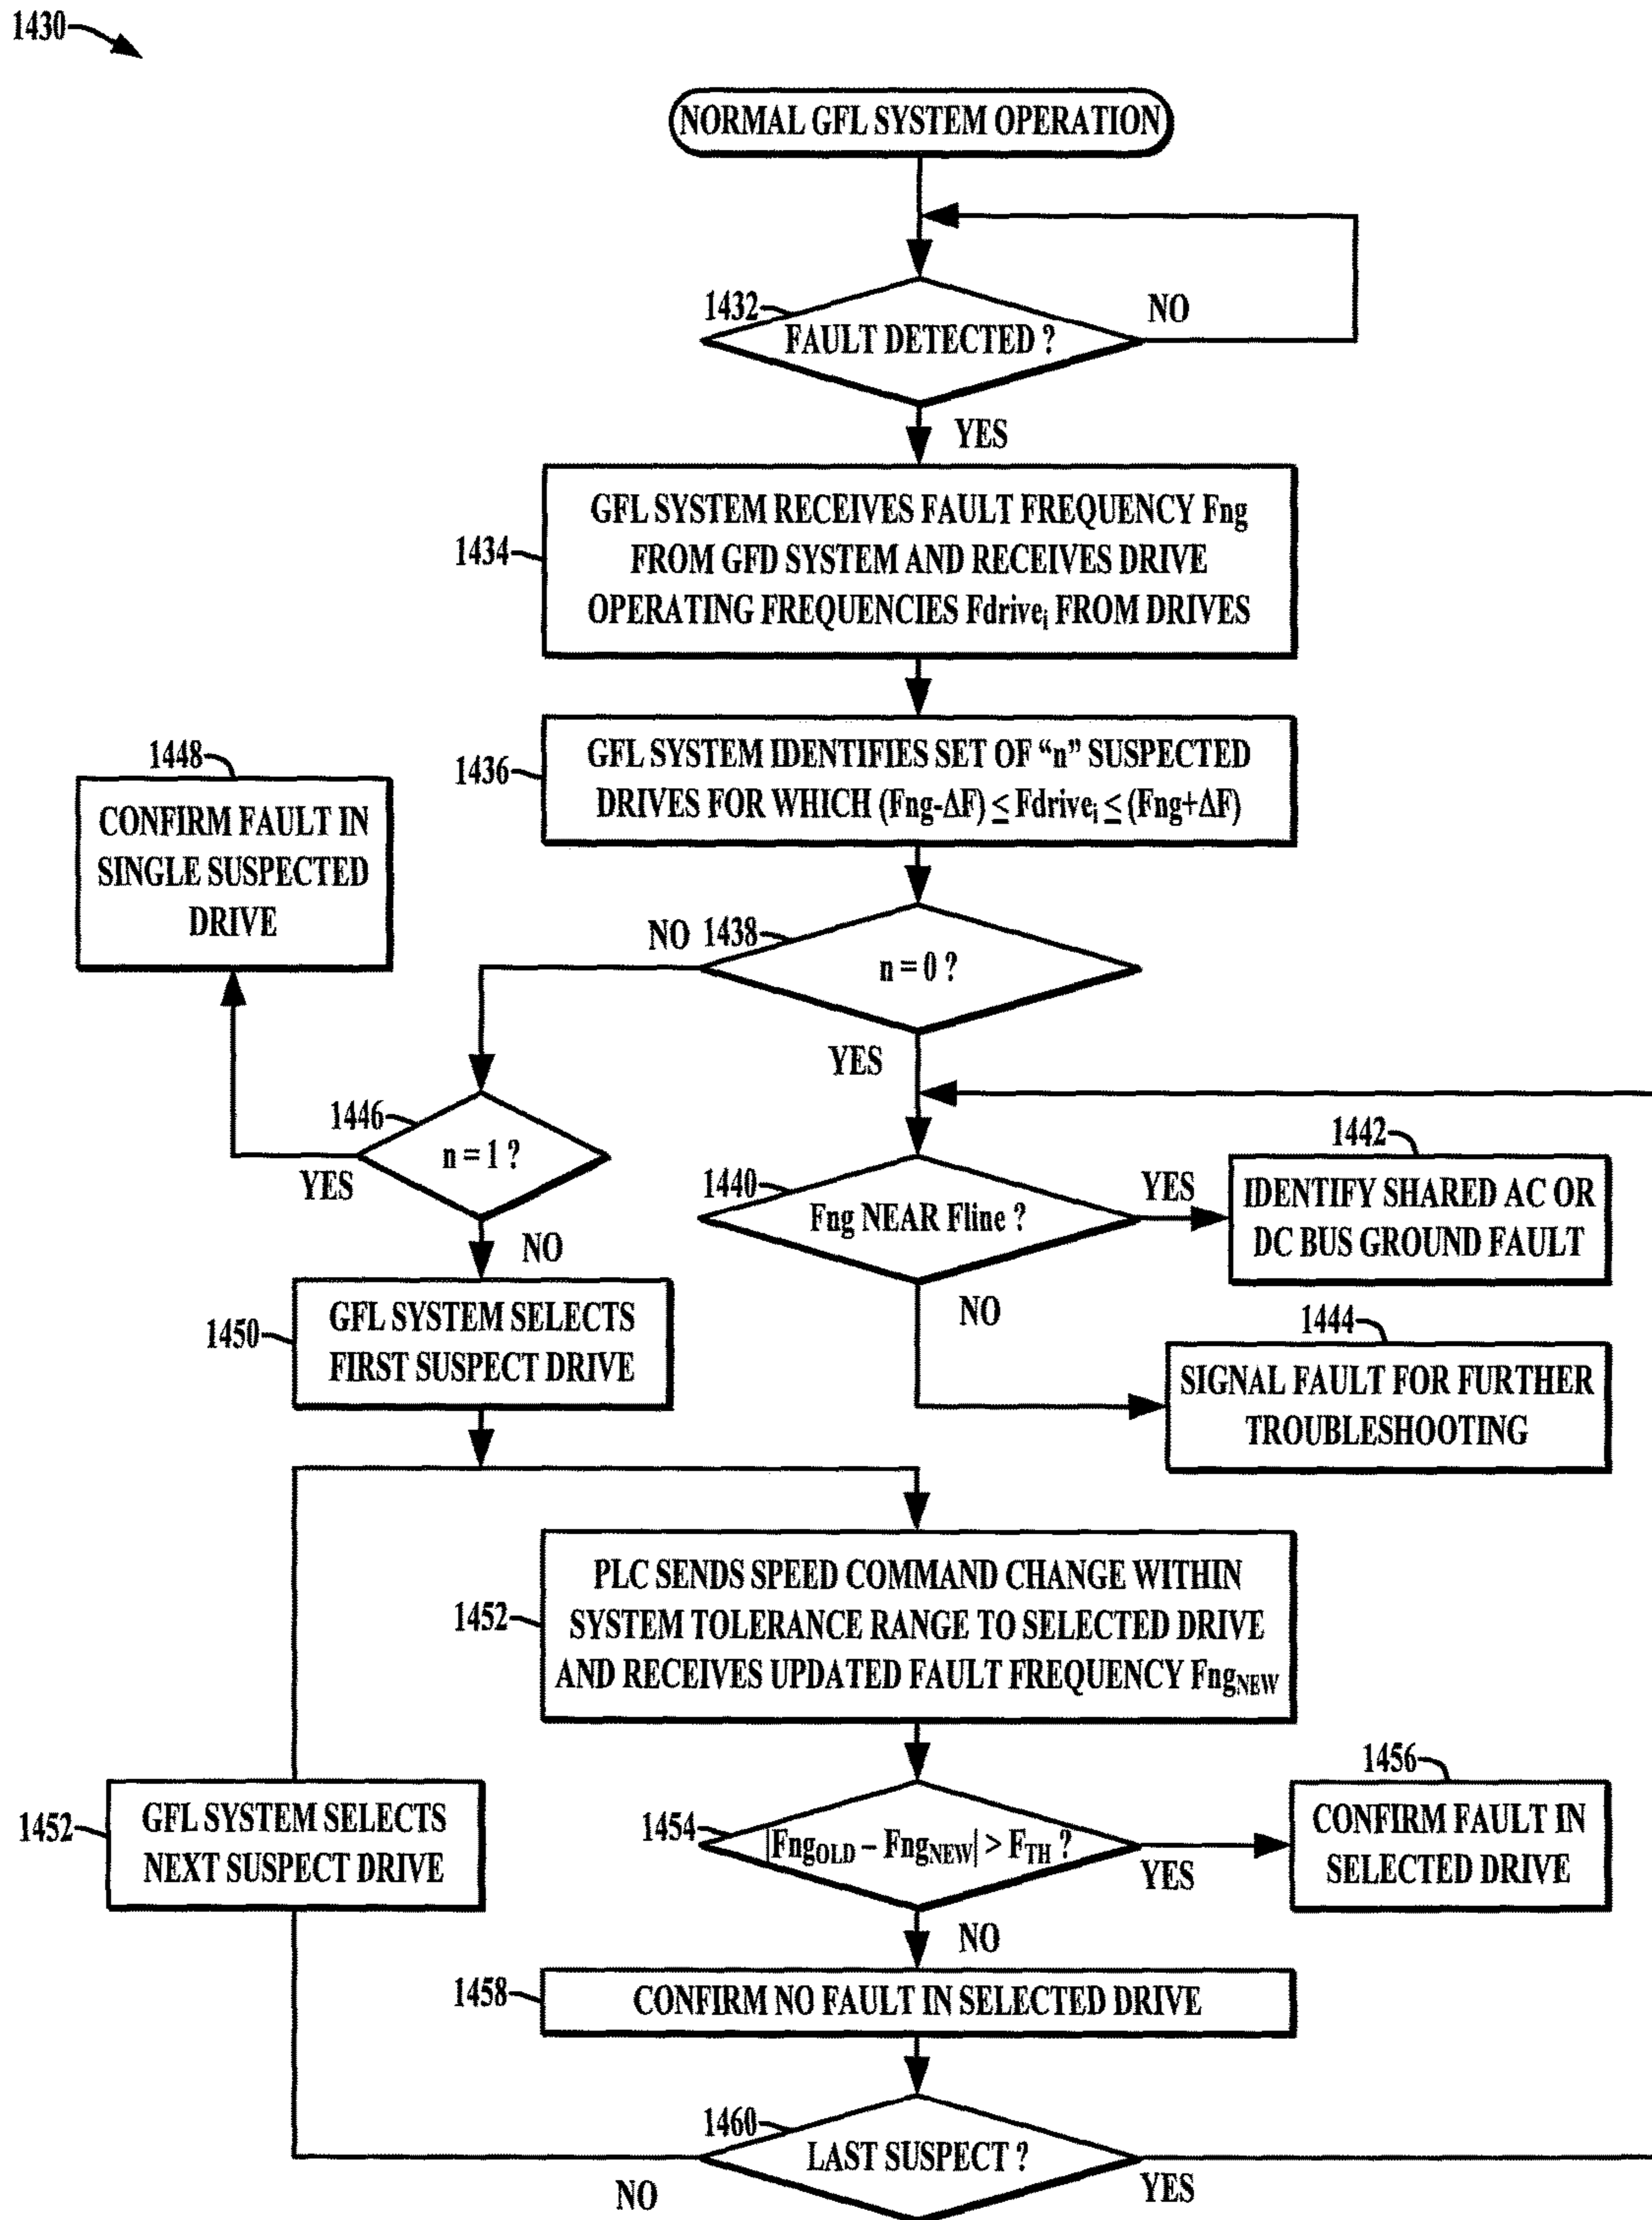 1430
NORMAL GFL SYSTEM OPERATION
1432
FAULT DETECTED ?
NO
YES
1434
GFL SYSTEM RECEIVES FAULT FREQUENCY Fng
FROM GFD SYSTEM AND RECEIVES DRIVE
OPERATING FREQUENCIES Fdriveᵢ FROM DRIVES
1436
GFL SYSTEM IDENTIFIES SET OF “n” SUSPECTED
DRIVES FOR WHICH (Fng-ΔF) ≤ Fdriveᵢ ≤ (Fng+ΔF)
1448
CONFIRM FAULT IN
SINGLE SUSPECTED
DRIVE
NO
1438
n = 0 ?
YES
1446
n = 1 ?
YES
NO
1440
Fng NEAR Fline ?
YES
NO
1442
IDENTIFY SHARED AC OR
DC BUS GROUND FAULT
1444
SIGNAL FAULT FOR FURTHER
TROUBLESHOOTING
1450
GFL SYSTEM SELECTS
FIRST SUSPECT DRIVE
1452
PLC SENDS SPEED COMMAND CHANGE WITHIN
SYSTEM TOLERANCE RANGE TO SELECTED DRIVE
AND RECEIVES UPDATED FAULT FREQUENCY FngNEW
1452
GFL SYSTEM SELECTS
NEXT SUSPECT DRIVE
1454
|FngOLD – FngNEW| > FTH ?
YES
NO
1456
CONFIRM FAULT IN
SELECTED DRIVE
1458
CONFIRM NO FAULT IN SELECTED DRIVE
1460
LAST SUSPECT ?
NO
YES